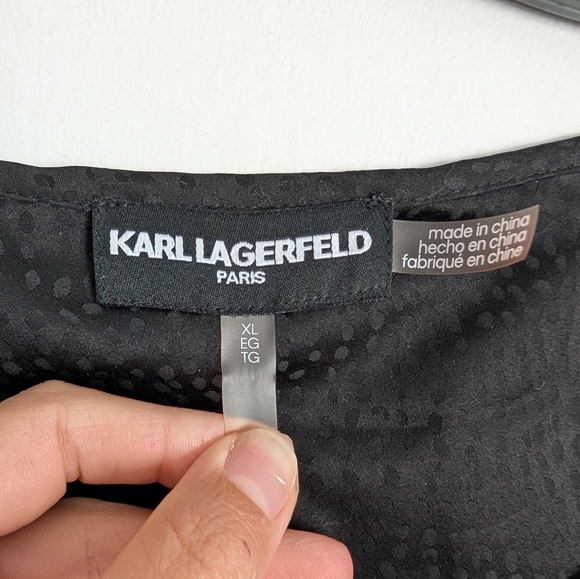 KARL LAGERFELD
PARIS
made in china
hecho en china
fabriqué en chine
XL
EG
TG